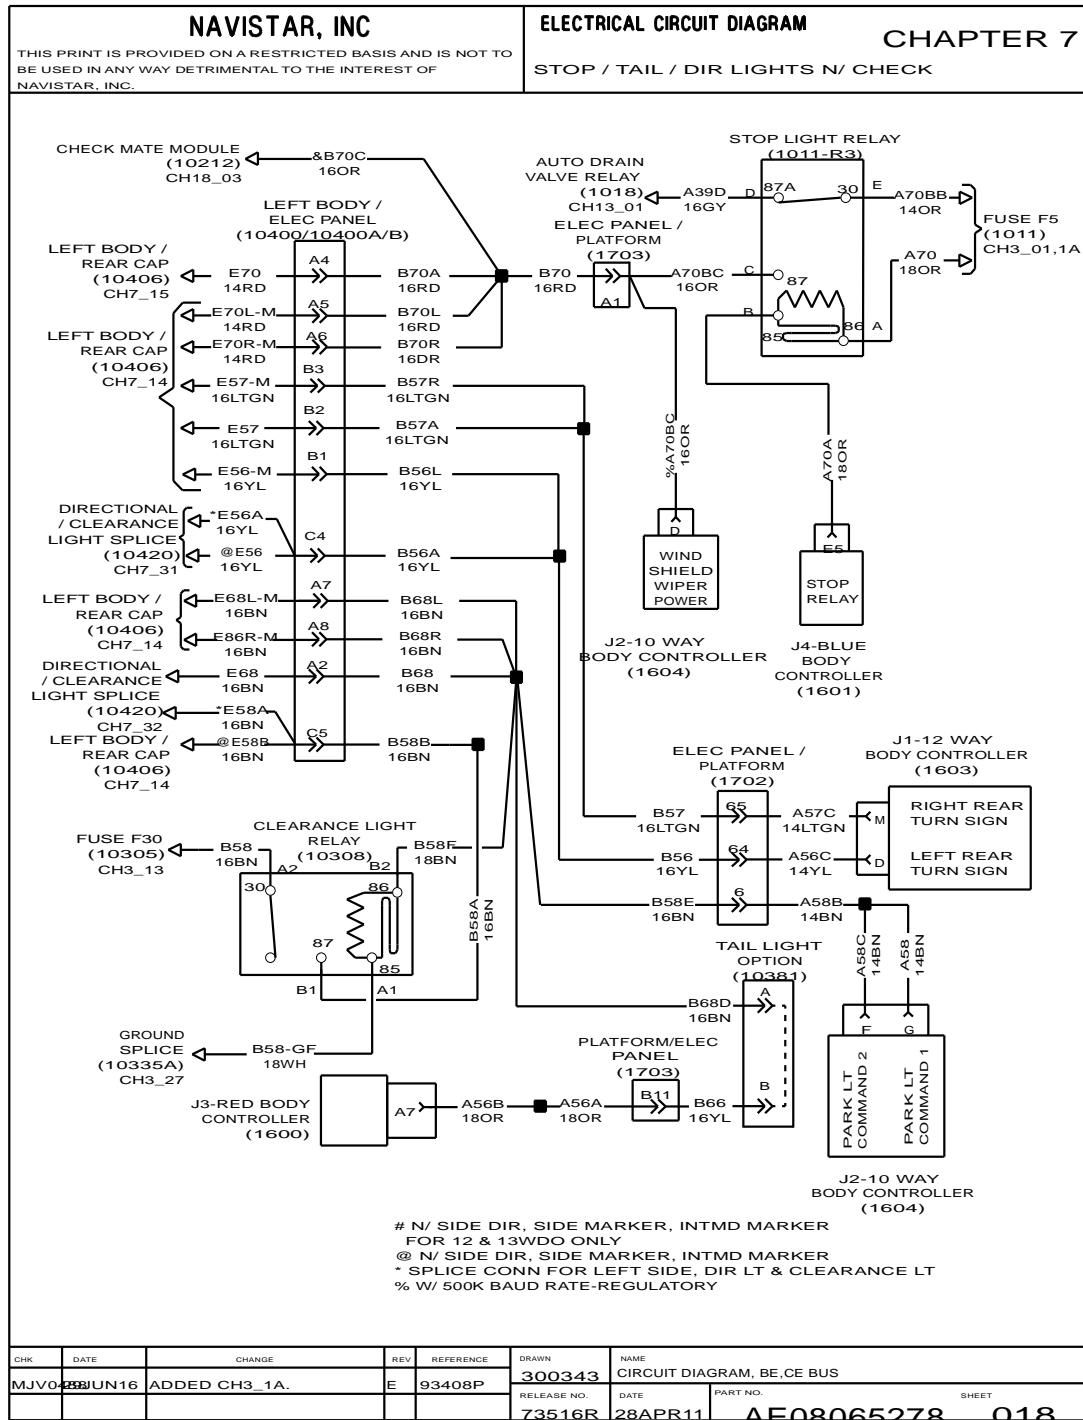 NAVISTAR, INC
THIS PRINT IS PROVIDED ON A RESTRICTED BASIS AND IS NOT TO
BE USED IN ANY WAY DETRIMENTAL TO THE INTEREST OF
NAVISTAR, INC.
ELECTRICAL CIRCUIT DIAGRAM
CHAPTER 7
STOP / TAIL / DIR LIGHTS N/ CHECK
CHECK MATE MODULE
(10212)
CH18_03
&B70C
16OR
AUTO DRAIN
VALVE RELAY
(1018)
CH13_01
A39D
16GY
STOP LIGHT RELAY
(1011-R3)
D
87A
30
E
A70BB
14OR
FUSE F5
(1011)
CH3_01,1A
A70
18OR
C
87
B
85
86
A
LEFT BODY /
ELEC PANEL
(10400/10400A/B)
ELEC PANEL /
PLATFORM
(1703)
A1
B70
16RD
A70BC
16OR
LEFT BODY /
REAR CAP
(10406)
CH7_15
E70
14RD
A4
B70A
16RD
LEFT BODY /
REAR CAP
(10406)
CH7_14
E70L-M
14RD
A5
B70L
16RD
E70R-M
14RD
A6
B70R
16DR
E57-M
16LTGN
B3
B57R
16LTGN
E57
16LTGN
B2
B57A
16LTGN
E56-M
16YL
B1
B56L
16YL
%A70BC
16OR
A70A
18OR
D
WIND
SHIELD
WIPER
POWER
J2-10 WAY
BODY CONTROLLER
(1604)
E5
STOP
RELAY
J4-BLUE
BODY
CONTROLLER
(1601)
DIRECTIONAL
/ CLEARANCE
LIGHT SPLICE
(10420)
CH7_31
*E56A
16YL
@E56
16YL
C4
B56A
16YL
LEFT BODY /
REAR CAP
(10406)
CH7_14
E68L-M
16BN
A7
B68L
16BN
E86R-M
16BN
A8
B68R
16BN
DIRECTIONAL
/ CLEARANCE
LIGHT SPLICE
(10420)
CH7_32
E68
16BN
A2
B68
16BN
*E58A
16BN
LEFT BODY /
REAR CAP
(10406)
CH7_14
@E58B
16BN
C5
B58B
16BN
ELEC PANEL /
PLATFORM
(1702)
J1-12 WAY
BODY CONTROLLER
(1603)
B57
16LTGN
65
A57C
14LTGN
M
RIGHT REAR
TURN SIGN
B56
16YL
64
A56C
14YL
D
LEFT REAR
TURN SIGN
B58E
16BN
6
A58B
14BN
FUSE F30
(10305)
CH3_13
B58
16BN
CLEARANCE LIGHT
RELAY
(10308)
A2
B2
B58F
18BN
30
86
87
85
B1
A1
B58A
16BN
A58C
14BN
A58
14BN
TAIL LIGHT
OPTION
(10381)
A
B
B68D
16BN
GROUND
SPLICE
(10335A)
CH3_27
B58-GF
18WH
PLATFORM/ELEC
PANEL
(1703)
B11
J3-RED BODY
CONTROLLER
(1600)
A7
A56B
18OR
A56A
18OR
B66
16YL
F
G
PARK LT
COMMAND 2
PARK LT
COMMAND 1
J2-10 WAY
BODY CONTROLLER
(1604)
# N/ SIDE DIR, SIDE MARKER, INTMD MARKER
FOR 12 & 13WDO ONLY
@ N/ SIDE DIR, SIDE MARKER, INTMD MARKER
* SPLICE CONN FOR LEFT SIDE, DIR LT & CLEARANCE LT
% W/ 500K BAUD RATE-REGULATORY
CHK DATE CHANGE REV REFERENCE
JUN16 ADDED CH3_1A. E 93408P
DRAWN
300343
NAME
CIRCUIT DIAGRAM, BE,CE BUS
RELEASE NO.
73516R
DATE
28APR11
PART NO.
AE08065278
SHEET
018